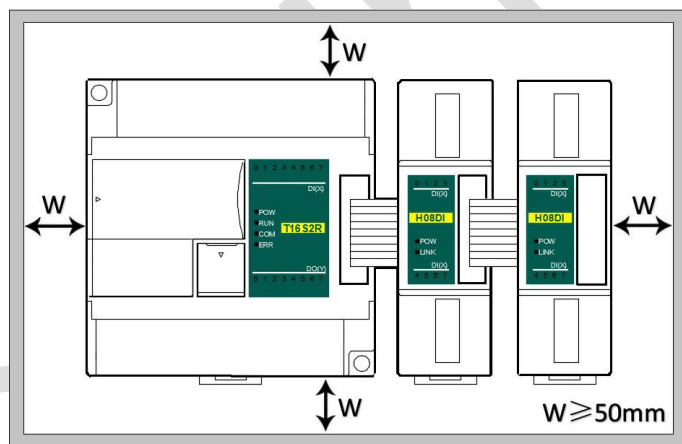 W
W
W
0 1 2 3 4 5 6 7
DI(X)
POW
RUN
COM
ERR
T16S2R
DO(Y)
0 1 2 3 4 5 6 7
0 1 2 3
DI(X)
H08DI
POW
LINK
DI(X)
4 5 6 7
0 1 2 3
DI(X)
H08DI
POW
LINK
DI(X)
4 5 6 7
W
W≥50mm